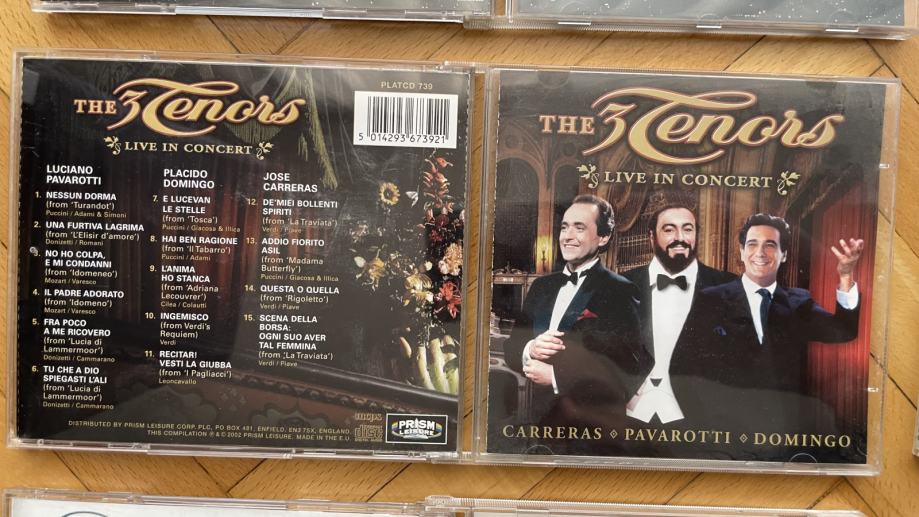 THE 3 Tenors
LIVE IN CONCERT
PLATCD 739
5 014293 673921
LUCIANO
PAVAROTTI
1. NESSUN DORMA
(from 'Turandot')
Puccini / Adami & Simoni
2. UNA FURTIVA LAGRIMA
(from 'L'Elisir d'amore')
Donizetti / Romani
3. NO HO COLPA,
E MI CONDANNI
(from 'Idomeneo')
Mozart / Varesco
4. IL PADRE ADORATO
(from 'Idomeno')
Mozart / Varesco
5. FRA POCO
A ME RICOVERO
(from 'Lucia di
Lammermoor')
Donizetti / Cammarano
6. TU CHE A DIO
SPIEGASTI L'ALI
(from 'Lucia di
Lammermoor')
Donizetti / Cammarano
PLACIDO
DOMINGO
7. E LUCEVAN
LE STELLE
(from 'Tosca')
Puccini / Giacosa & Illica
8. HAI BEN RAGIONE
(from 'Il Tabarro')
Puccini / Adami
9. L'ANIMA
HO STANCA
(from 'Adriana
Lecouvrer')
Cilea / Colautti
10. INGEMISCO
(from Verdi's
Requiem)
Verdi
11. RECITAR!
VESTI LA GIUBBA
(from 'I Pagliacci')
Leoncavallo
JOSE
CARRERAS
12. DE'MIEI BOLLENTI
SPIRITI
(from 'La Traviata')
Verdi / Piave
13. ADDIO FIORITO
ASIL
(from 'Madama
Butterfly')
Puccini / Giacosa & Illica
14. QUESTA O QUELLA
(from 'Rigoletto')
Verdi / Piave
15. SCENA DELLA
BORSA:
OGNI SUO AVER
TAL FEMMINA
(from 'La Traviata')
Verdi / Piave
DISTRIBUTED BY PRISM LEISURE CORP. PLC, PO BOX 491, ENFIELD, EN3 7SX, ENGLAND.
THIS COMPILATION ℗ & © 2002 PRISM LEISURE. MADE IN THE E.U.
mcps
disc
DIGITAL AUDIO
PRISM
LEISURE
THE 3 Tenors
LIVE IN CONCERT
CARRERAS ⋄ PAVAROTTI ⋄ DOMINGO